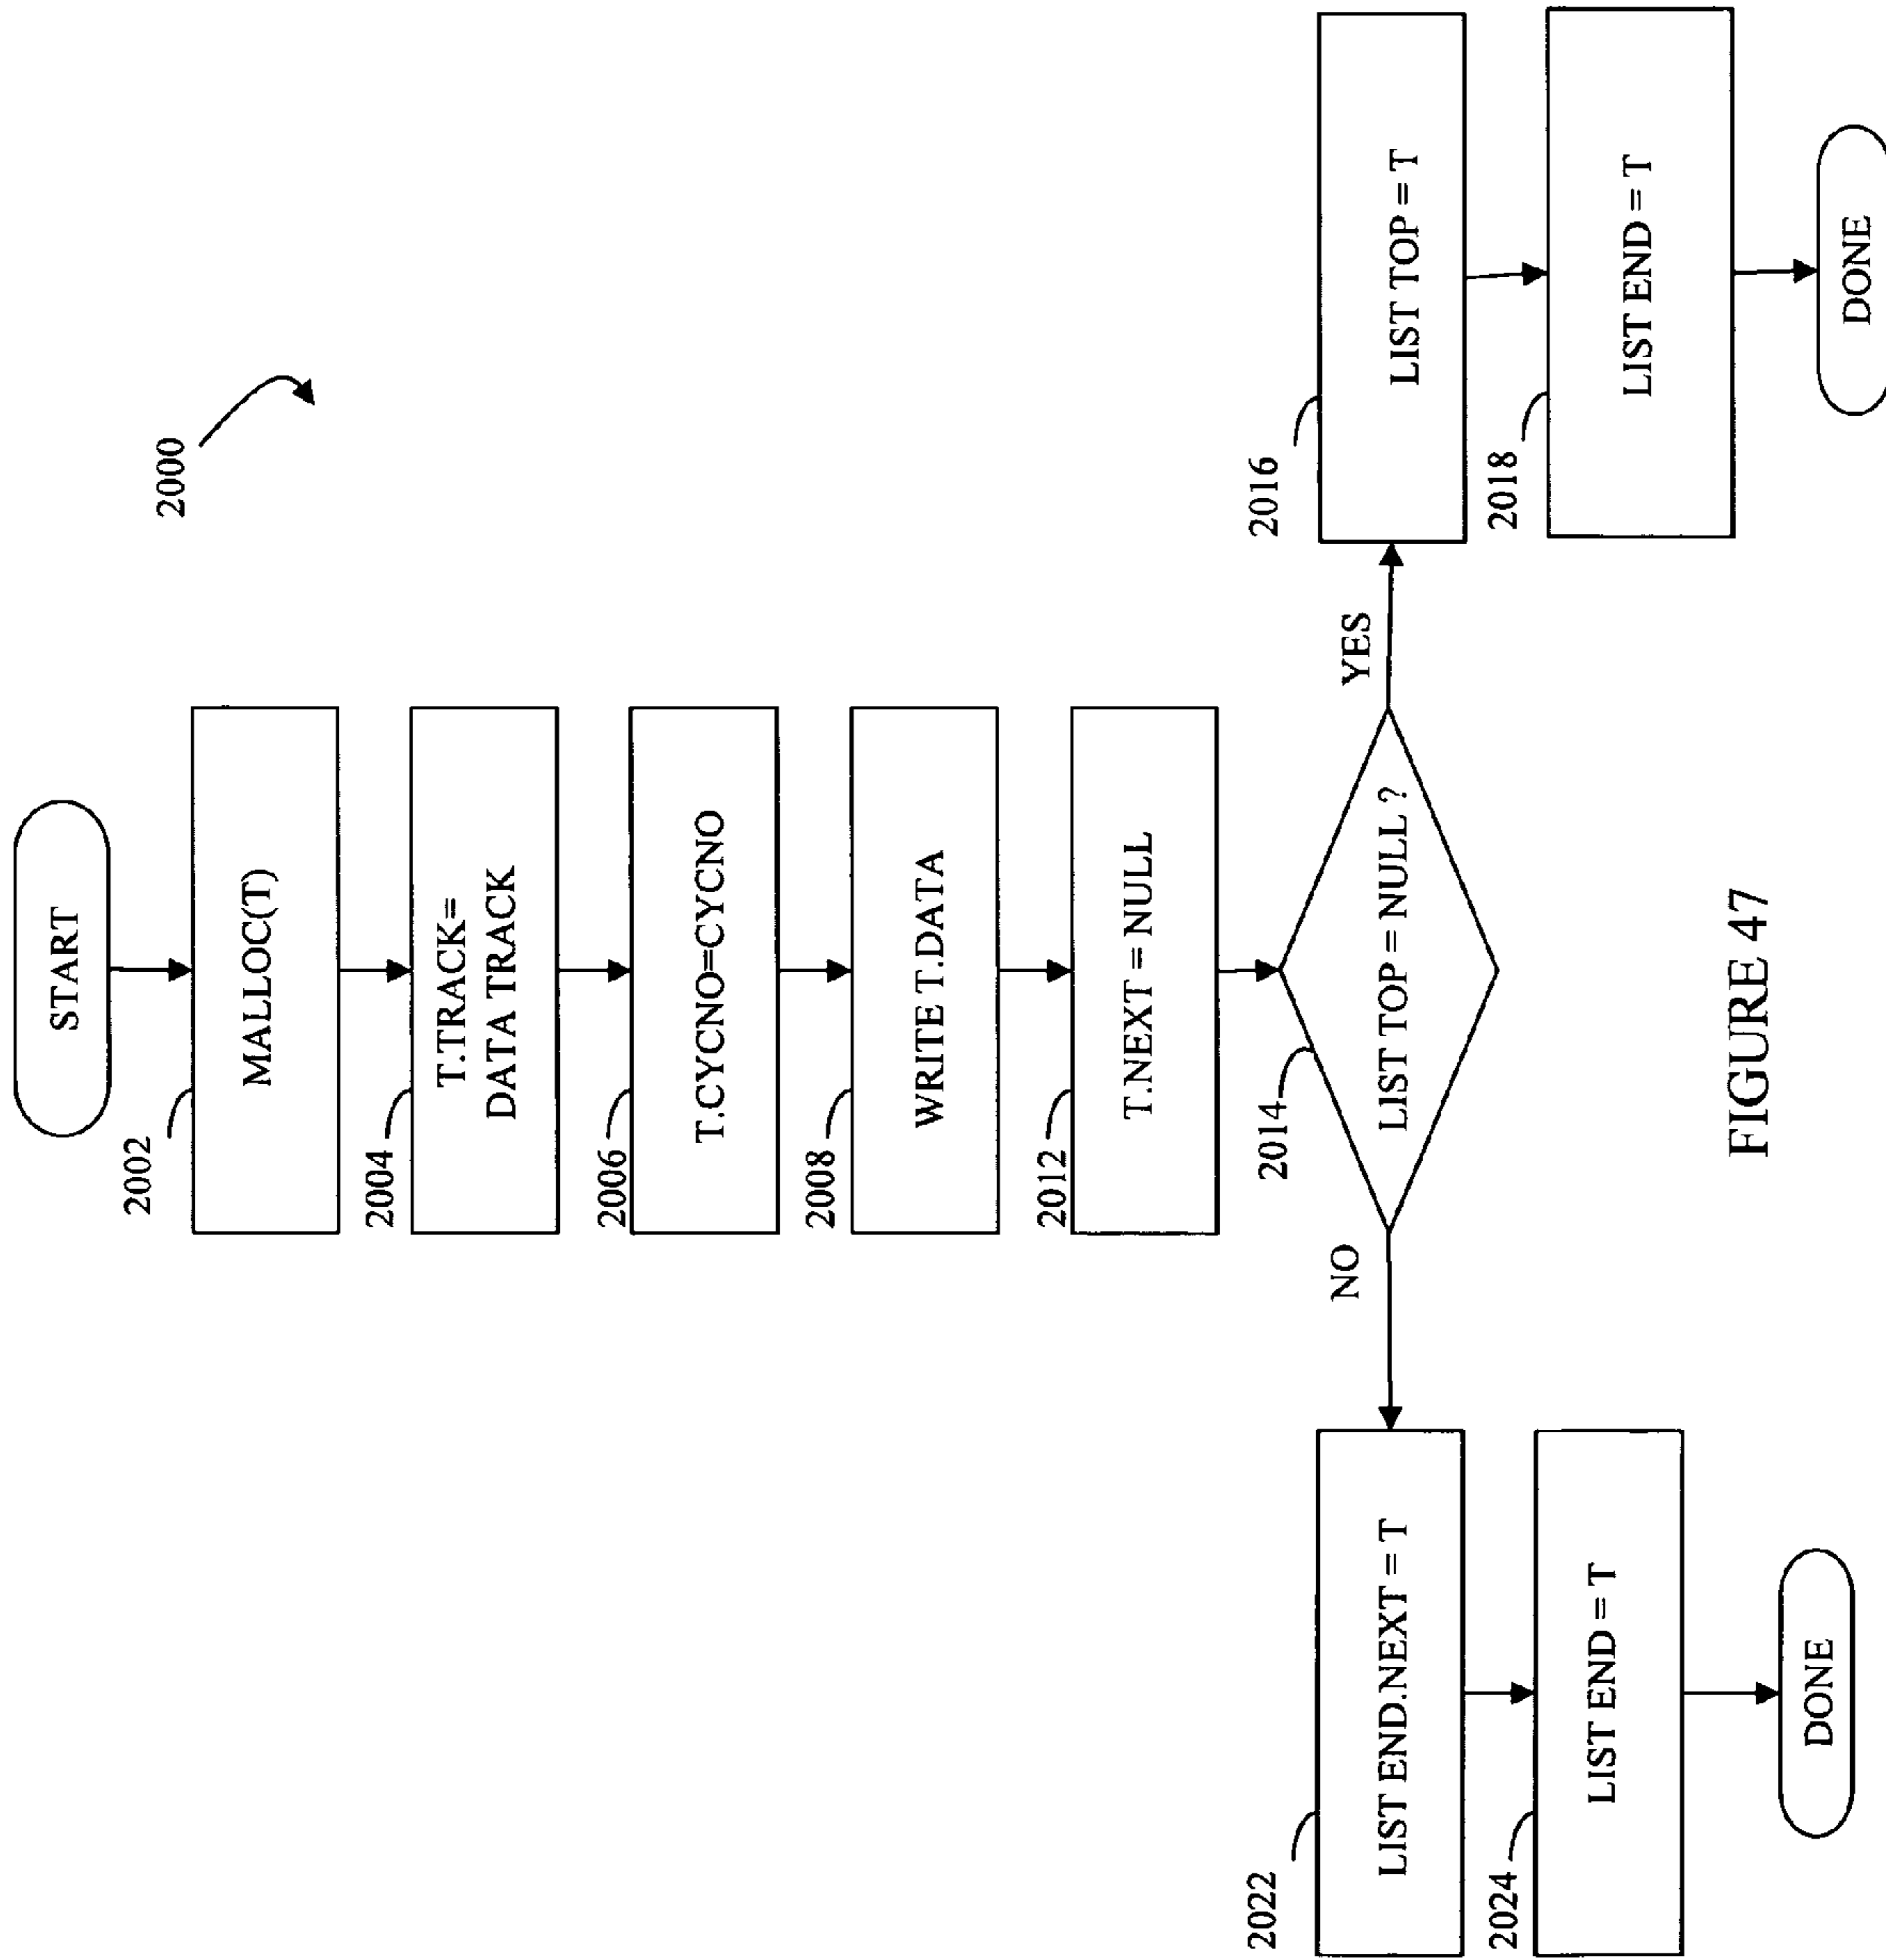 2000
START
2002
MALLOC(T)
2004
T.TRACK=
DATA TRACK
2006
T.CYCNO=CYCNO
2008
WRITE T.DATA
2012
T.NEXT = NULL
2014
LIST TOP = NULL ?
NO
YES
2022
LIST END.NEXT = T
2024
LIST END = T
DONE
2016
LIST TOP = T
2018
LIST END = T
DONE
FIGURE 47